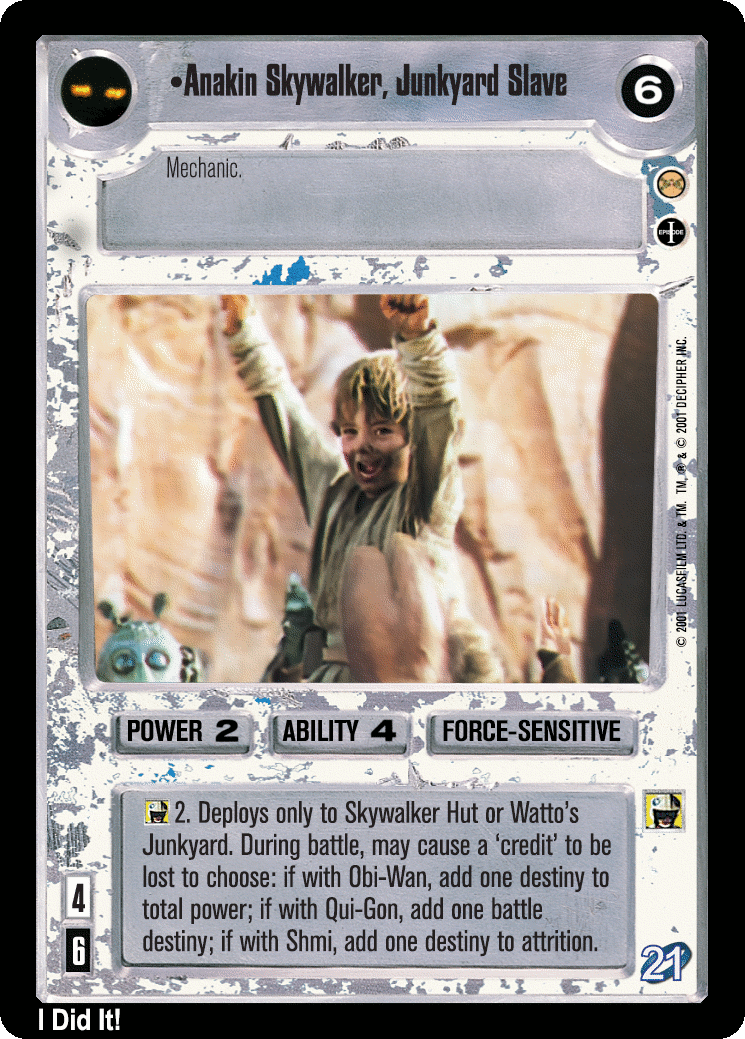 •Anakin Skywalker, Junkyard Slave
6
Mechanic.
EPISODE
I
© 2001 LUCASFILM LTD. & TM. TM, ® & © 2001 DECIPHER INC.
POWER 2
ABILITY 4
FORCE-SENSITIVE
2. Deploys only to Skywalker Hut or Watto's
Junkyard. During battle, may cause a ‘credit’ to be
lost to choose: if with Obi-Wan, add one destiny to
total power; if with Qui-Gon, add one battle
destiny; if with Shmi, add one destiny to attrition.
4
6
21
I Did It!